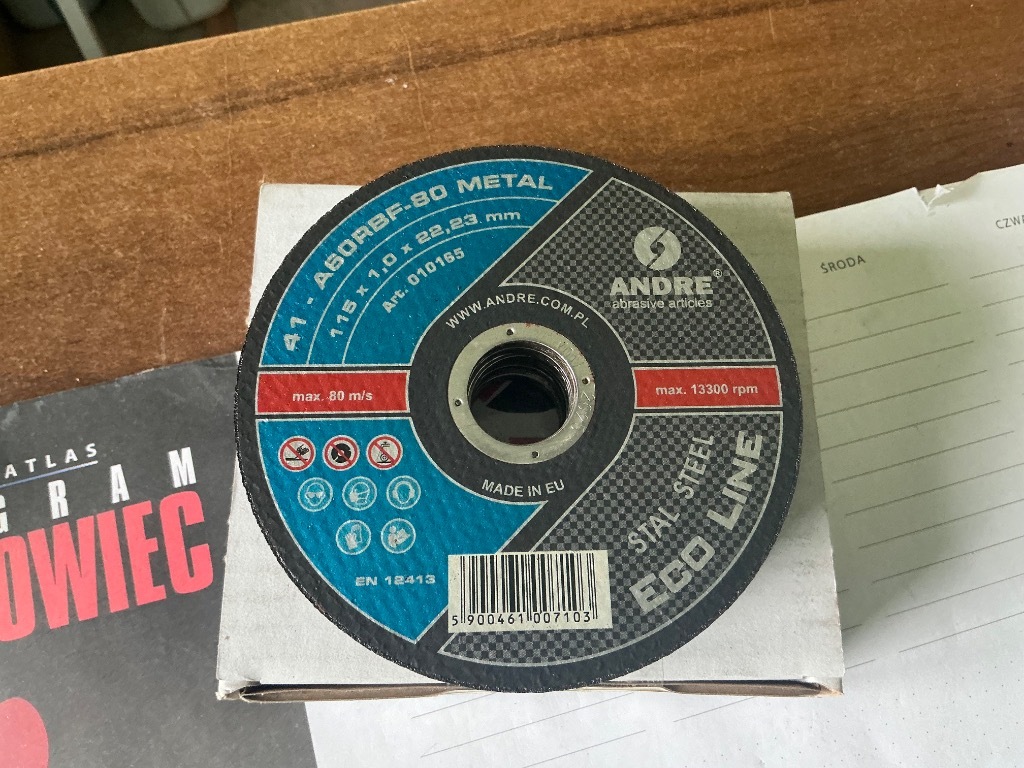 41 - A60RBF-80 METAL
115 x 1,0 x 22,23 mm
Art. 010165
ANDRE®
abrasive articles
WWW.ANDRE.COM.PL
max. 80 m/s
max. 13300 rpm
MADE IN EU
STAL STEEL
ECO LINE
EN 12413
5 900461 007103
ATLAS
GRAM
OWIEC
ŚRODA
CZW